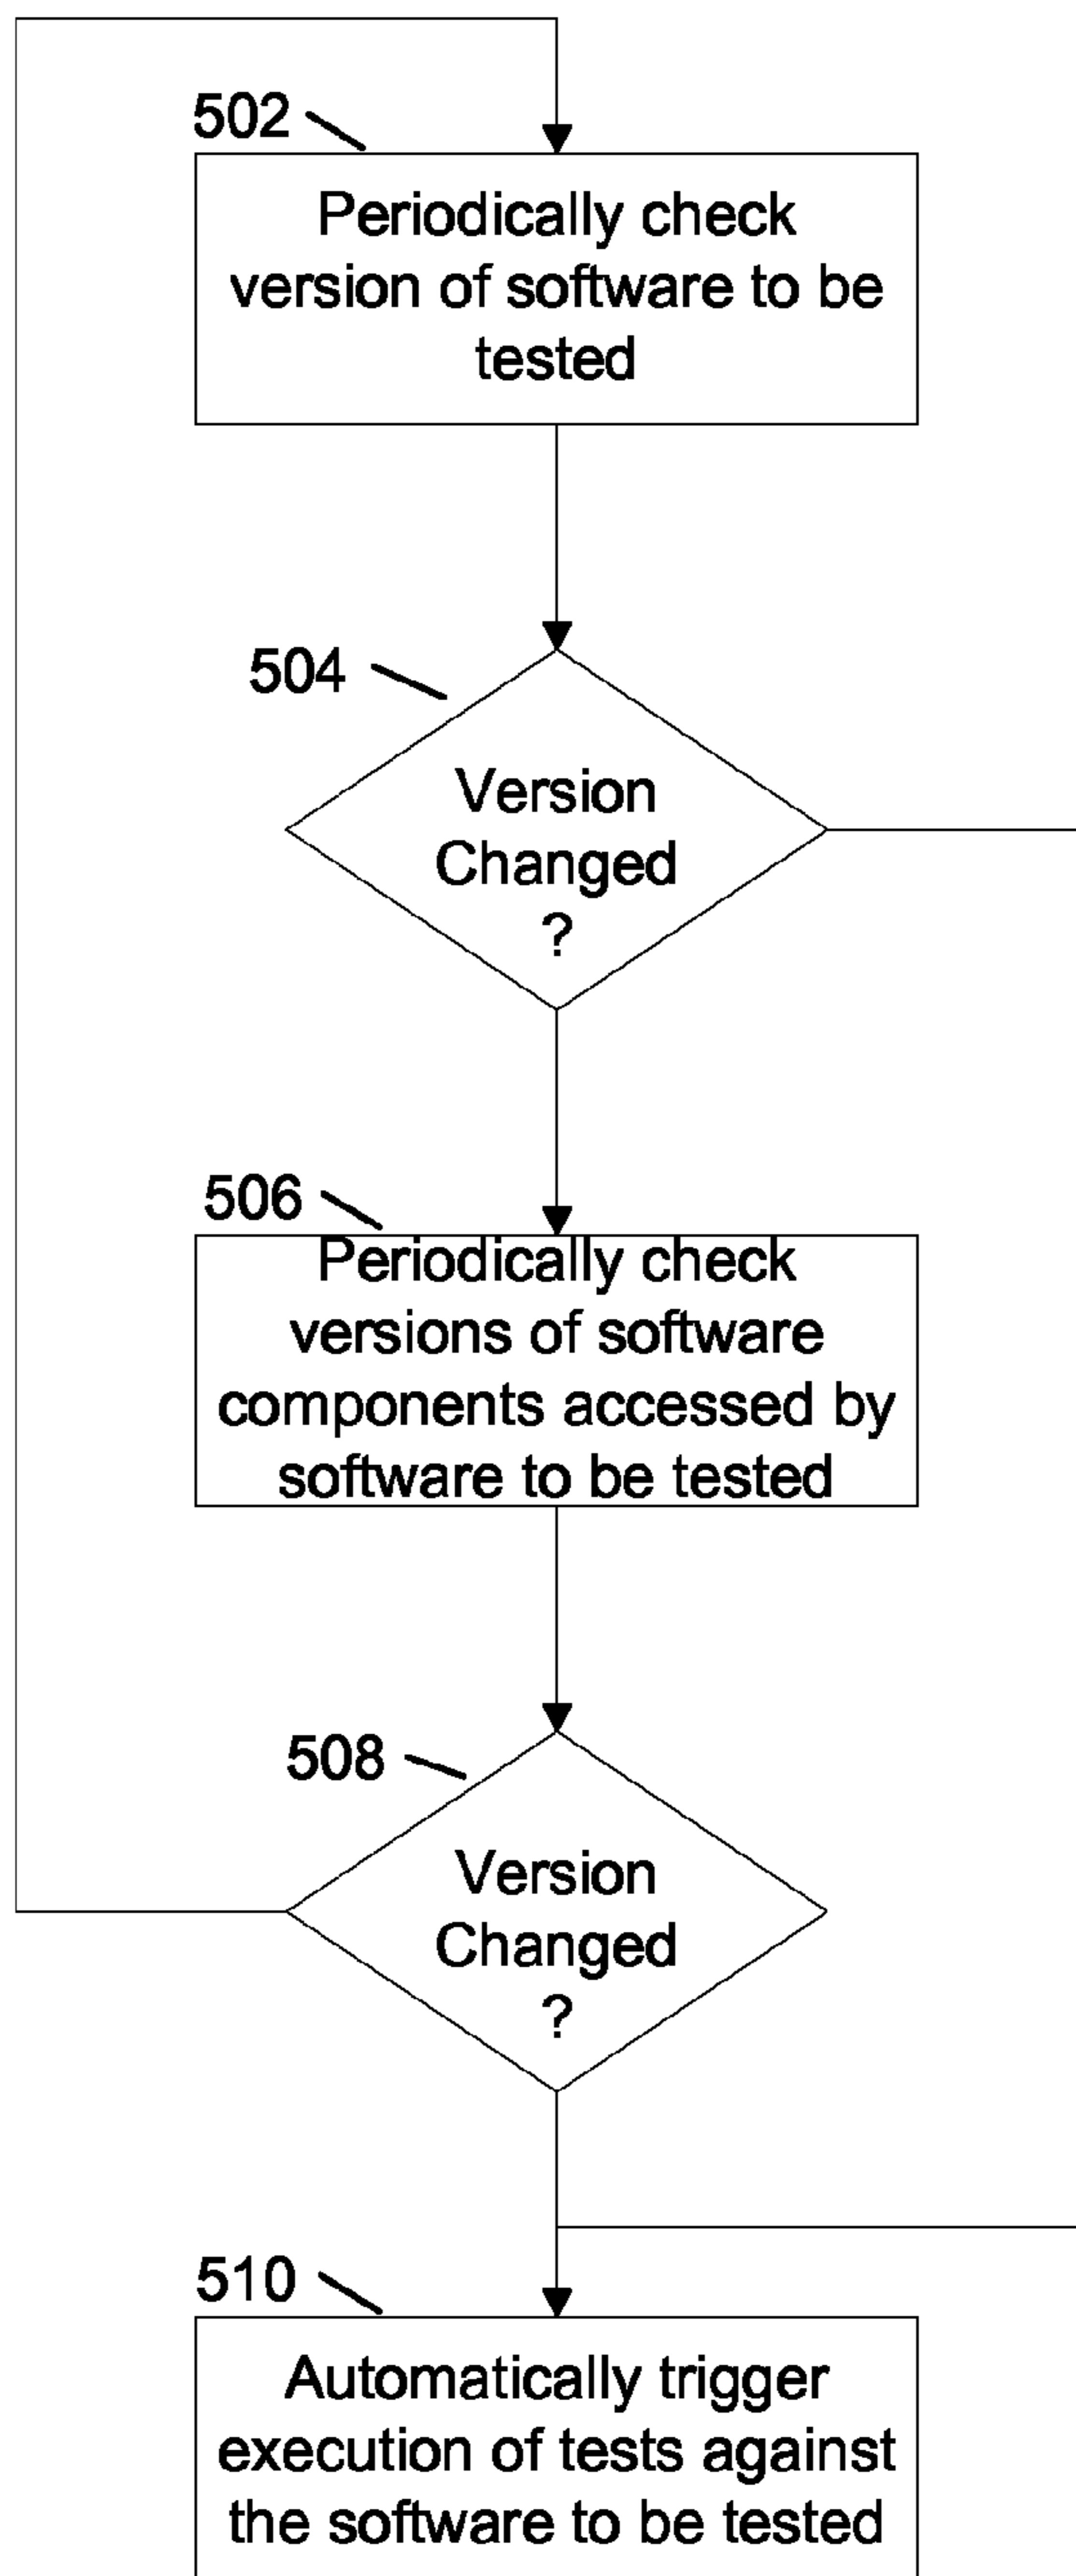 502
Periodically check
version of software to be
tested
504
Version
Changed
?
506
Periodically check
versions of software
components accessed by
software to be tested
508
Version
Changed
?
510
Automatically trigger
execution of tests against
the software to be tested